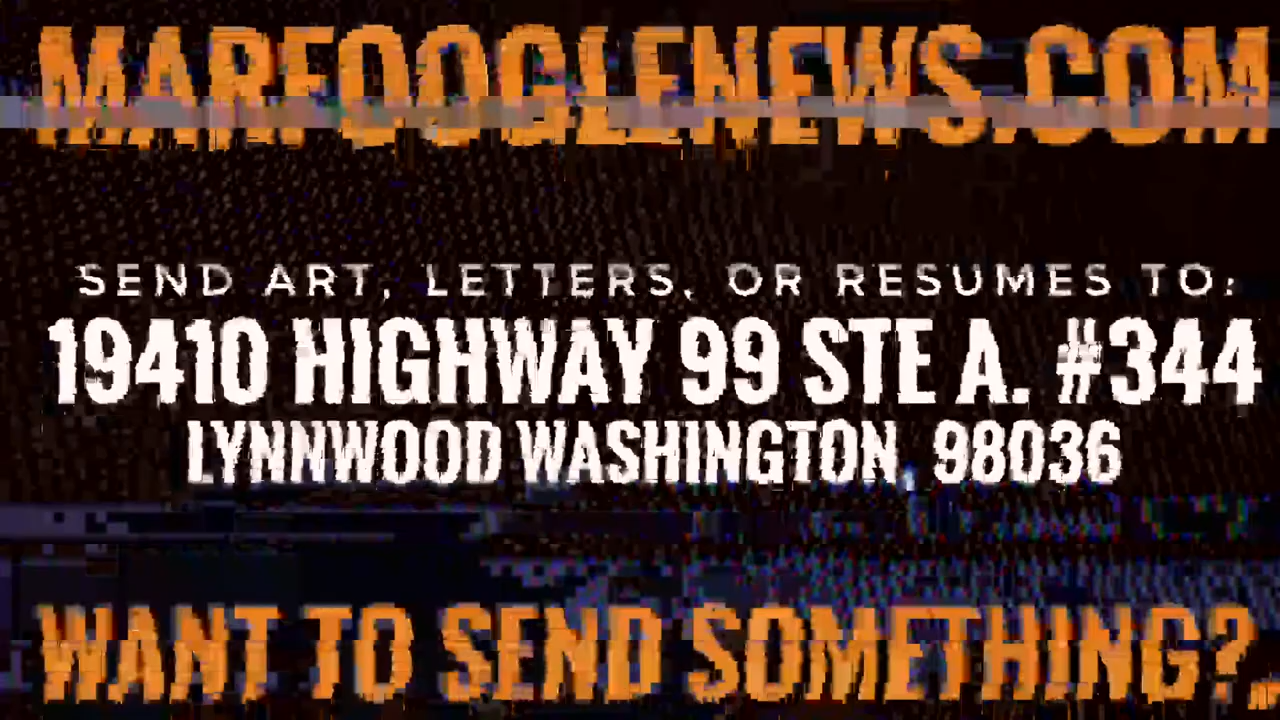 MARFOOGLENEWS.COM
SEND ART, LETTERS, OR RESUMES TO:
19410 HIGHWAY 99 STE A. #344
LYNNWOOD WASHINGTON, 98036
WANT TO SEND SOMETHING?